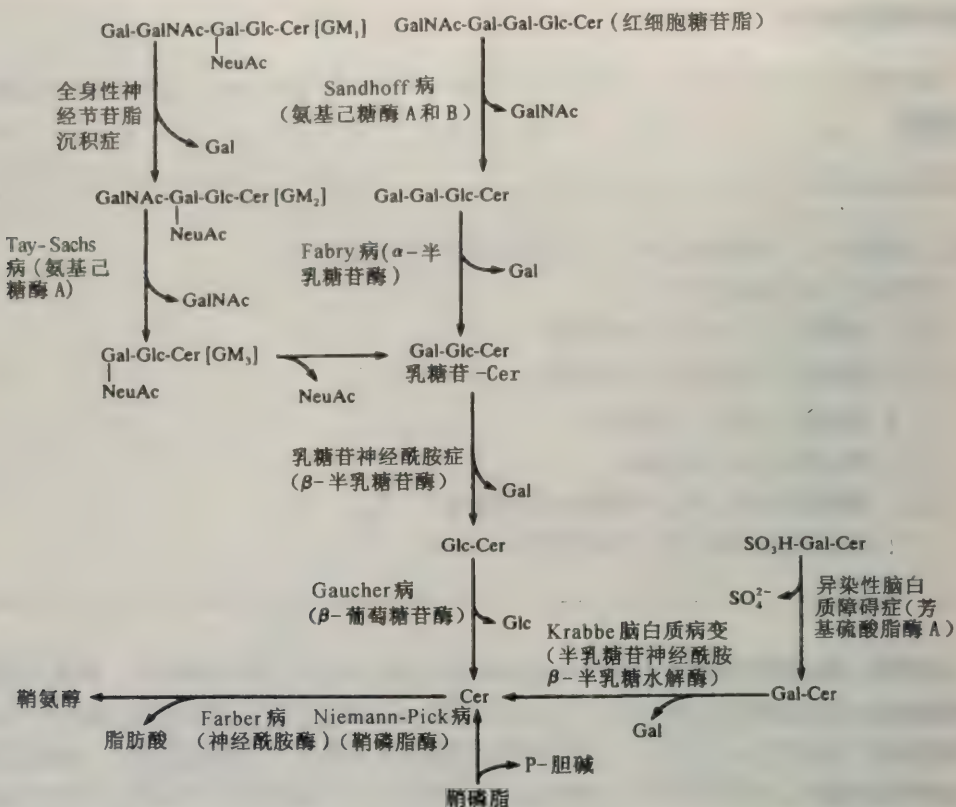 Gal-GalNAc-Gal-Glc-Cer [GM₁]
NeuAc
GalNAc-Gal-Gal-Glc-Cer (红细胞糖苷脂)
全身性神
经节苷脂
沉积症
Gal
Sandhoff 病
(氨基己糖酶 A 和 B)
GalNAc
GalNAc-Gal-Glc-Cer [GM₂]
NeuAc
Gal-Gal-Glc-Cer
Tay-Sachs
病 (氨基己
糖酶 A)
GalNAc
Fabry 病(α-半
乳糖苷酶)
Gal
Gal-Glc-Cer [GM₃]
NeuAc
NeuAc
Gal-Glc-Cer
乳糖苷-Cer
乳糖苷神经酰胺症
(β-半乳糖苷酶)
Gal
Glc-Cer
SO₃H-Gal-Cer
Gaucher 病
(β-葡萄糖苷酶)
Glc
SO₄²⁻
异染性脑白
质障碍症(芳
基硫酸脂酶 A)
Krabbe 脑白质病变
(半乳糖苷神经酰胺
β-半乳糖水解酶)
鞘氨醇
Cer
Gal-Cer
脂肪酸
Farber 病
(神经酰胺酶)
Niemann-Pick 病
(鞘磷脂酶)
Gal
P-胆碱
鞘磷脂